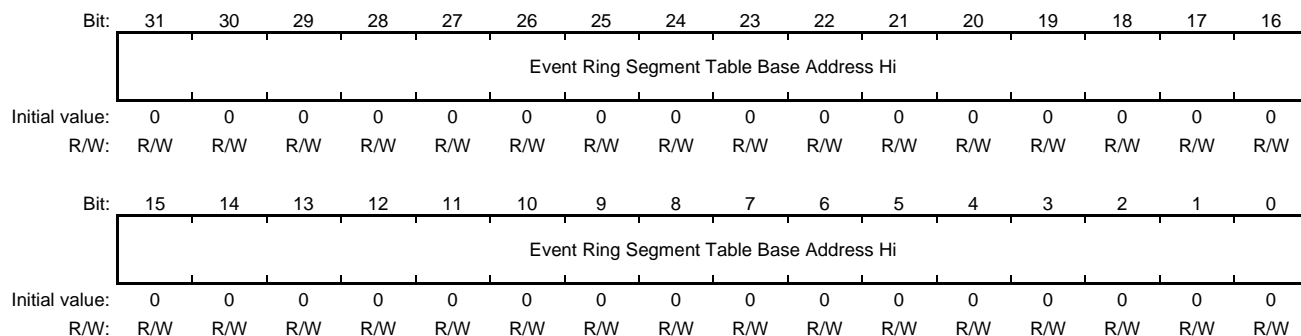 Bit: 31 30 29 28 27 26 25 24 23 22 21 20 19 18 17 16
Event Ring Segment Table Base Address Hi
Initial value: 0 0 0 0 0 0 0 0 0 0 0 0 0 0 0 0
R/W: R/W R/W R/W R/W R/W R/W R/W R/W R/W R/W R/W R/W R/W R/W R/W R/W
Bit: 15 14 13 12 11 10 9 8 7 6 5 4 3 2 1 0
Event Ring Segment Table Base Address Hi
Initial value: 0 0 0 0 0 0 0 0 0 0 0 0 0 0 0 0
R/W: R/W R/W R/W R/W R/W R/W R/W R/W R/W R/W R/W R/W R/W R/W R/W R/W